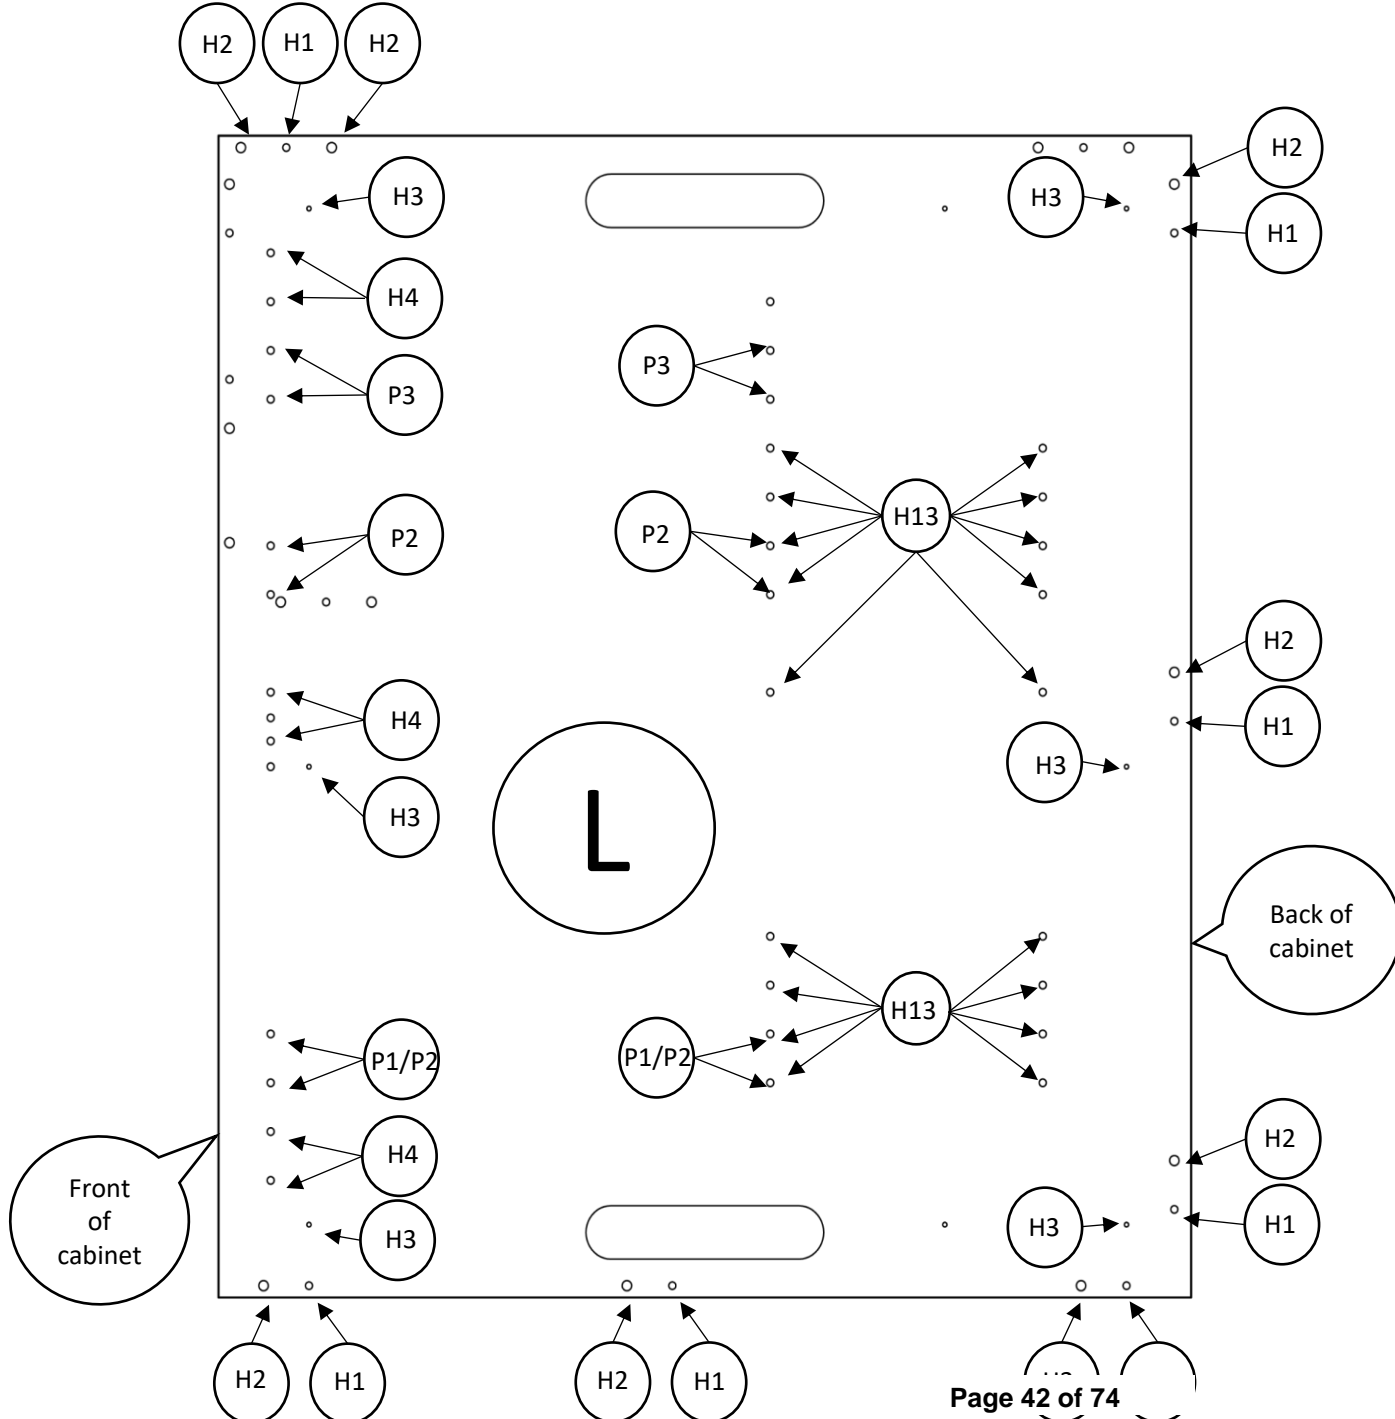 H2 H1 H2
H2
H3
H3
H1
H4
P3
P3
H13
P2
P2
H2
H4
H1
H3
H3
L
Back of
cabinet
H13
P1/P2
P1/P2
H2
H4
Front
of
cabinet
H3
H3
H1
H2 H1 H2 H1
Page 42 of 74